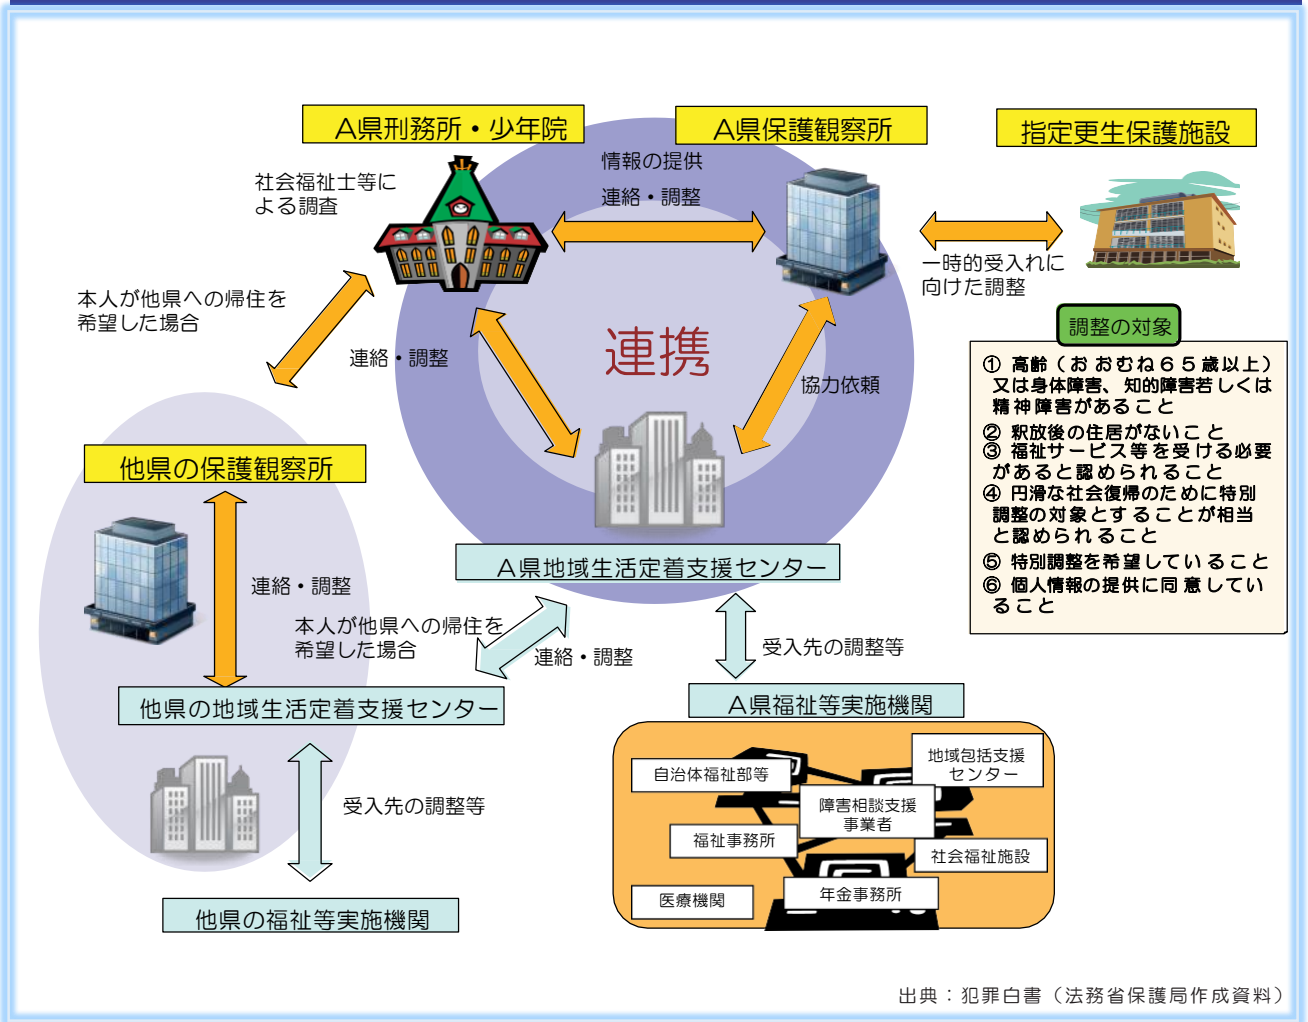 A県刑務所・少年院
A県保護観察所
指定更生保護施設
社会福祉士等に
よる調査
情報の提供
連絡・調整
一時的受入れに
向けた調整
本人が他県への帰住を
希望した場合
連絡・調整
連携
協力依頼
調整の対象
① 高齢(おおむね65歳以上)
又は身体障害、知的障害若しくは
精神障害があること
② 釈放後の住居がないこと
③ 福祉サービス等を受ける必要
があると認められること
④ 円滑な社会復帰のために特別
調整の対象とすることが相当
と認められること
⑤ 特別調整を希望していること
⑥ 個人情報の提供に同意してい
ること
他県の保護観察所
連絡・調整
A県地域生活定着支援センター
本人が他県への帰住を
希望した場合
連絡・調整
受入先の調整等
他県の地域生活定着支援センター
受入先の調整等
他県の福祉等実施機関
A県福祉等実施機関
自治体福祉部等
地域包括支援
センター
障害相談支援
事業者
福祉事務所
社会福祉施設
医療機関
年金事務所
出典:犯罪白書(法務省保護局作成資料)